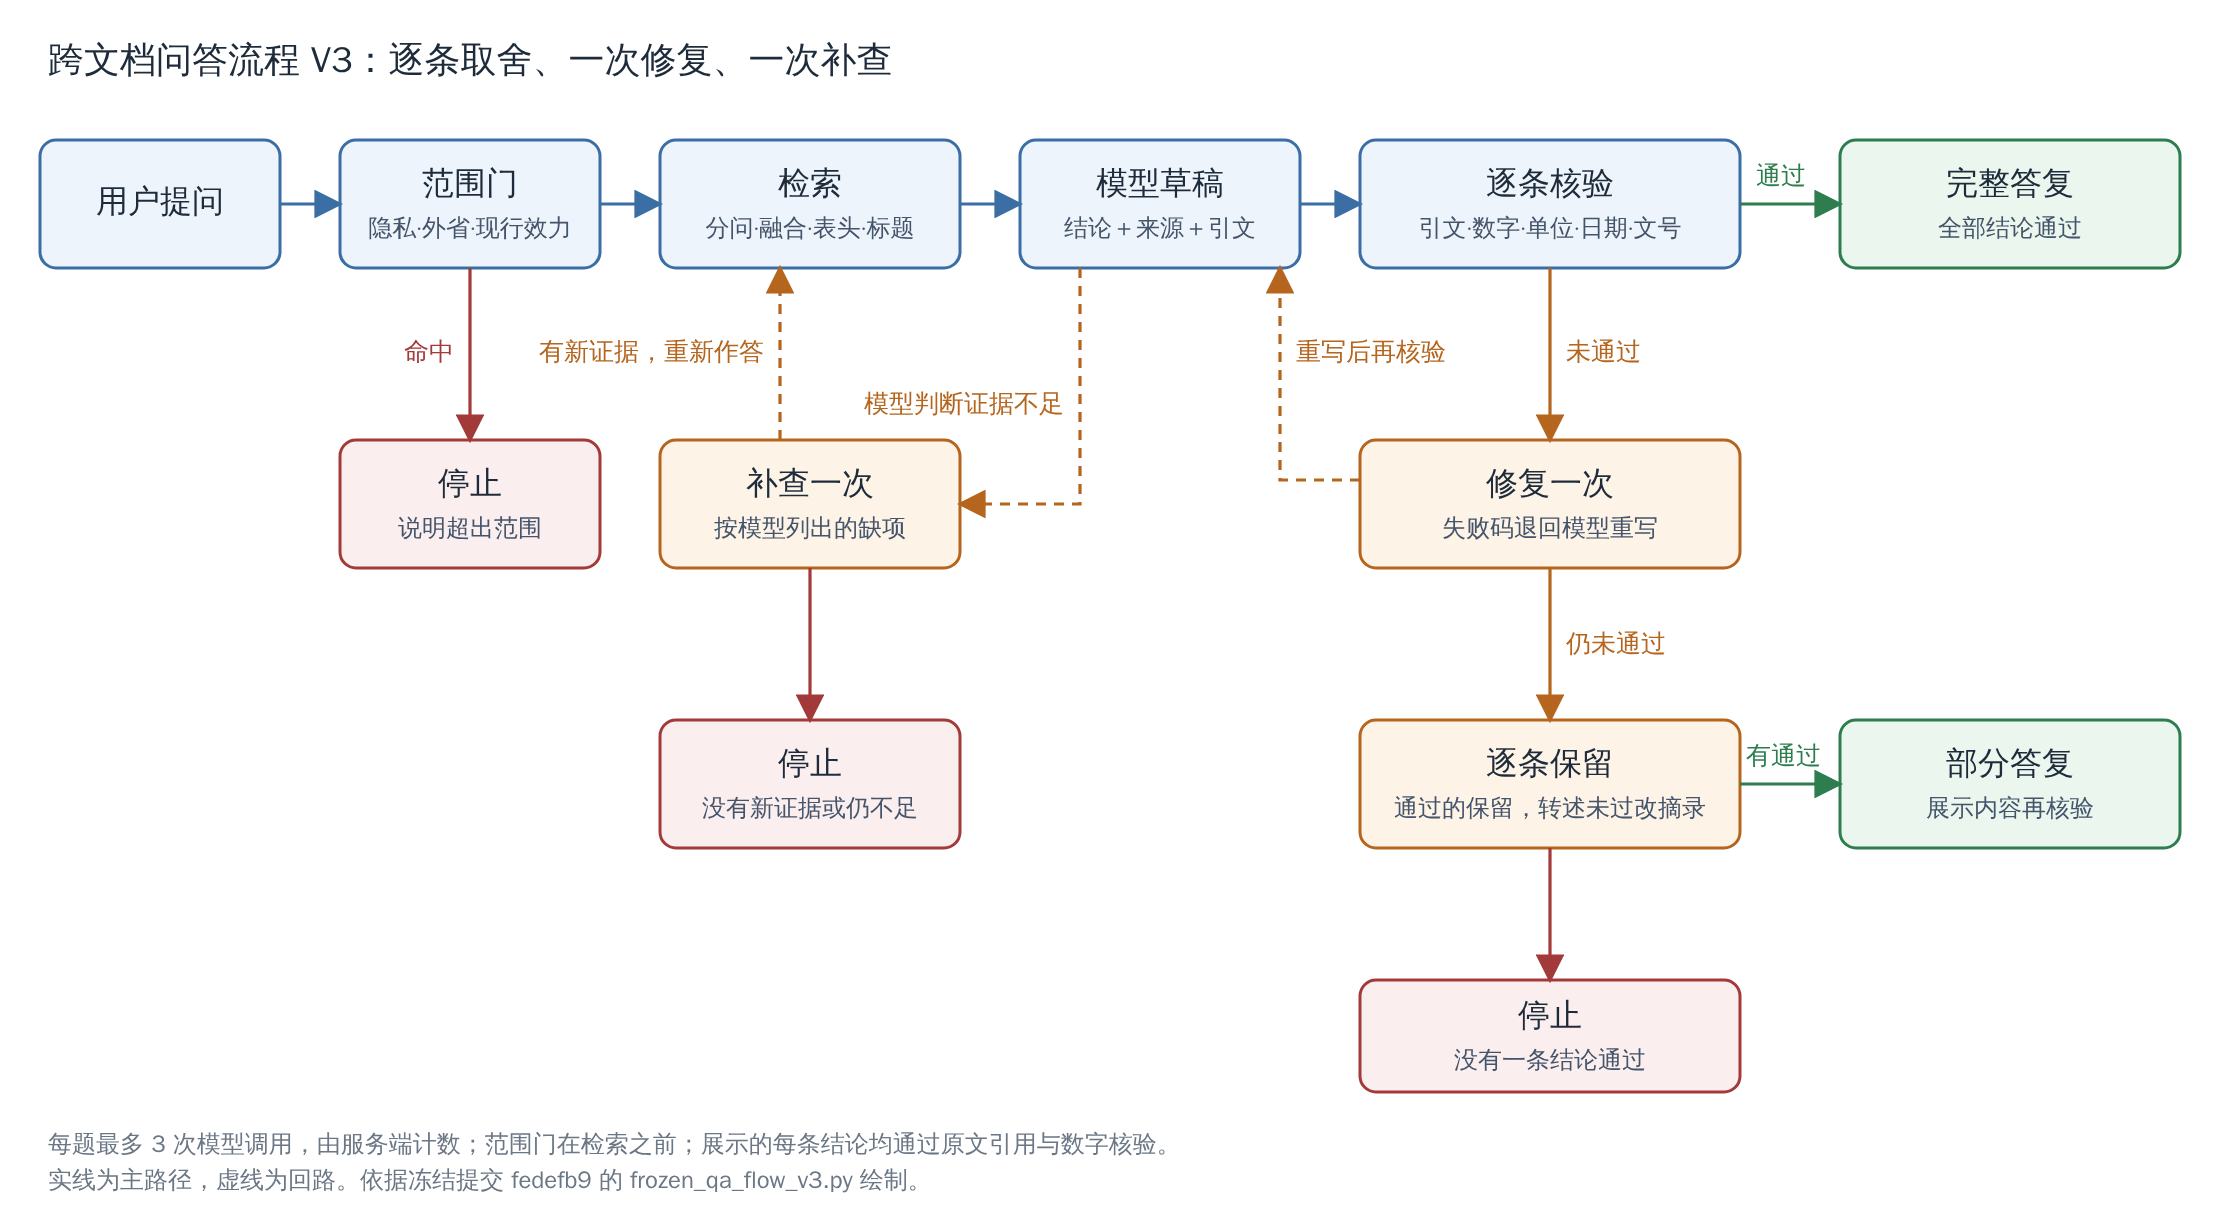 跨文档问答流程 V3：逐条取舍、一次修复、一次补查
用户提问
范围门
隐私·外省·现行效力
检索
分问·融合·表头·标题
模型草稿
结论＋来源＋引文
逐条核验
引文·数字·单位·日期·文号
通过
完整答复
全部结论通过
命中
有新证据，重新作答
模型判断证据不足
重写后再核验
未通过
停止
说明超出范围
补查一次
按模型列出的缺项
修复一次
失败码退回模型重写
仍未通过
停止
没有新证据或仍不足
逐条保留
通过的保留，转述未过改摘录
有通过
部分答复
展示内容再核验
停止
没有一条结论通过
每题最多 3 次模型调用，由服务端计数；范围门在检索之前；展示的每条结论均通过原文引用与数字核验。
实线为主路径，虚线为回路。依据冻结提交 fedefb9 的 frozen_qa_flow_v3.py 绘制。